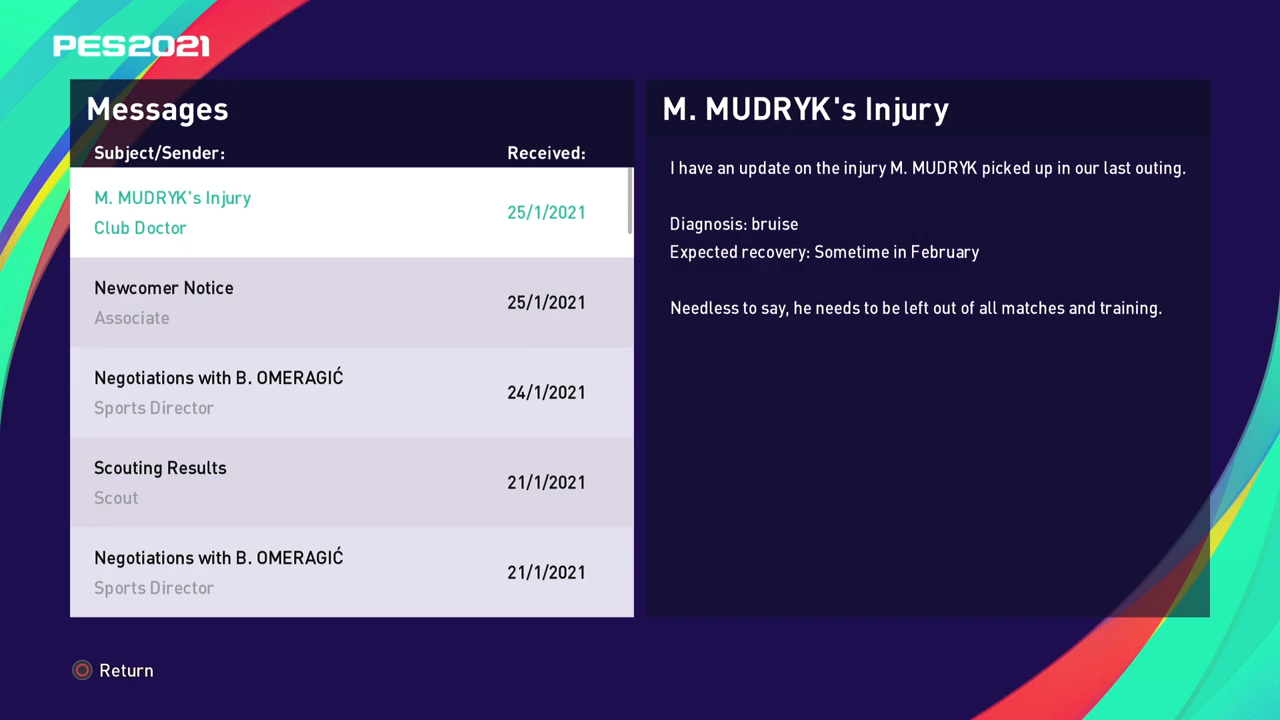 PES2021
Messages
Subject/Sender:
Received:
M. MUDRYK's Injury
Club Doctor
25/1/2021
Newcomer Notice
Associate
25/1/2021
Negotiations with B. OMERAGIĆ
Sports Director
24/1/2021
Scouting Results
Scout
21/1/2021
Negotiations with B. OMERAGIĆ
Sports Director
21/1/2021
M. MUDRYK's Injury
I have an update on the injury M. MUDRYK picked up in our last outing.
Diagnosis: bruise
Expected recovery: Sometime in February
Needless to say, he needs to be left out of all matches and training.
Return